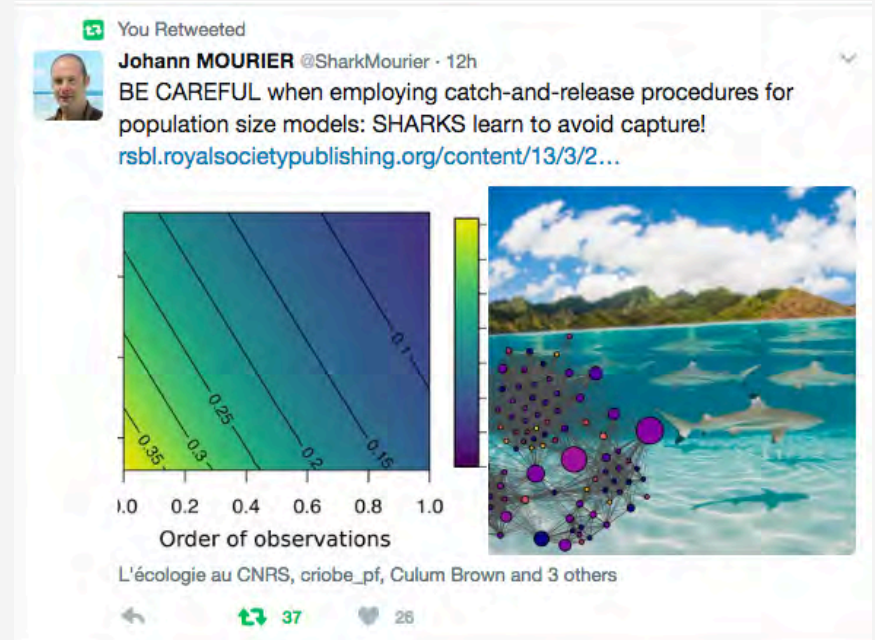 You Retweeted
Johann MOURIER @SharkMourier · 12h
BE CAREFUL when employing catch-and-release procedures for
population size models: SHARKS learn to avoid capture!
rsbl.royalsocietypublishing.org/content/13/3/2...
0.1
0.25
0.35
0.3
0.2
0.15
).0 0.2 0.4 0.6 0.8 1.0
Order of observations
L'écologie au CNRS, criobe_pf, Culum Brown and 3 others
37 26